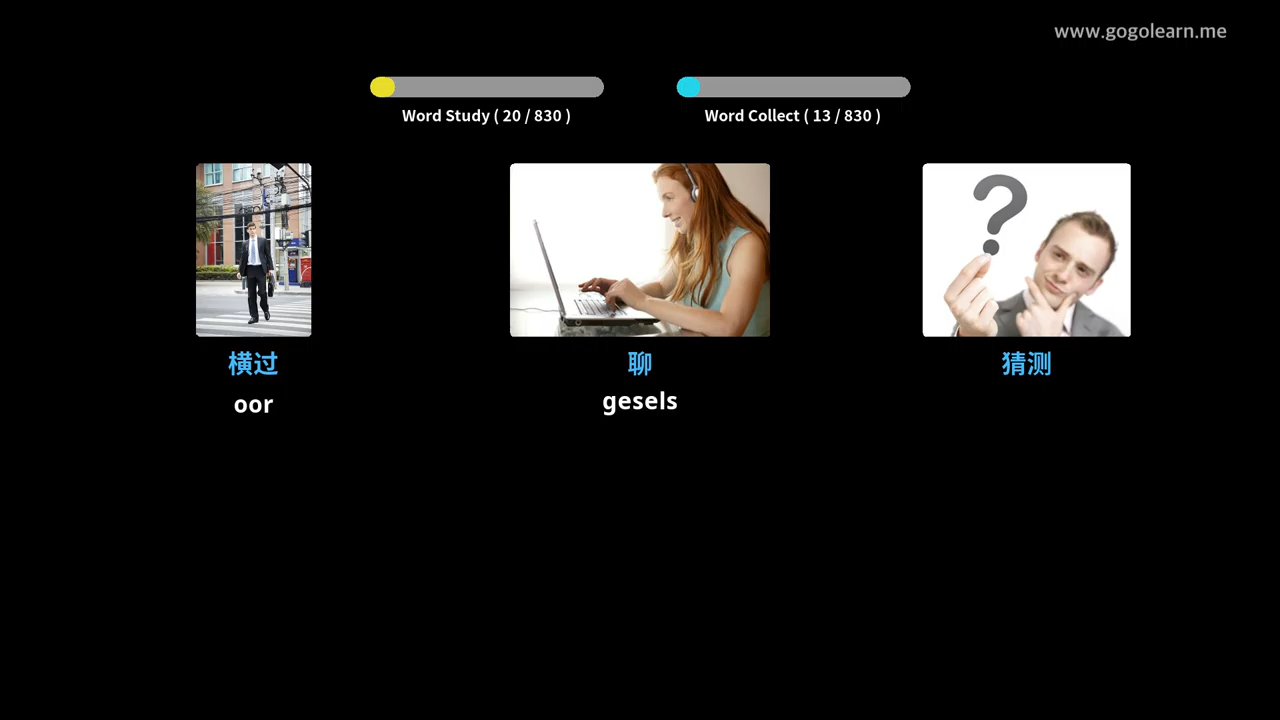 www.gogolearn.me
Word Study ( 20 / 830 )
Word Collect ( 13 / 830 )
横过
聊
猜测
oor
gesels